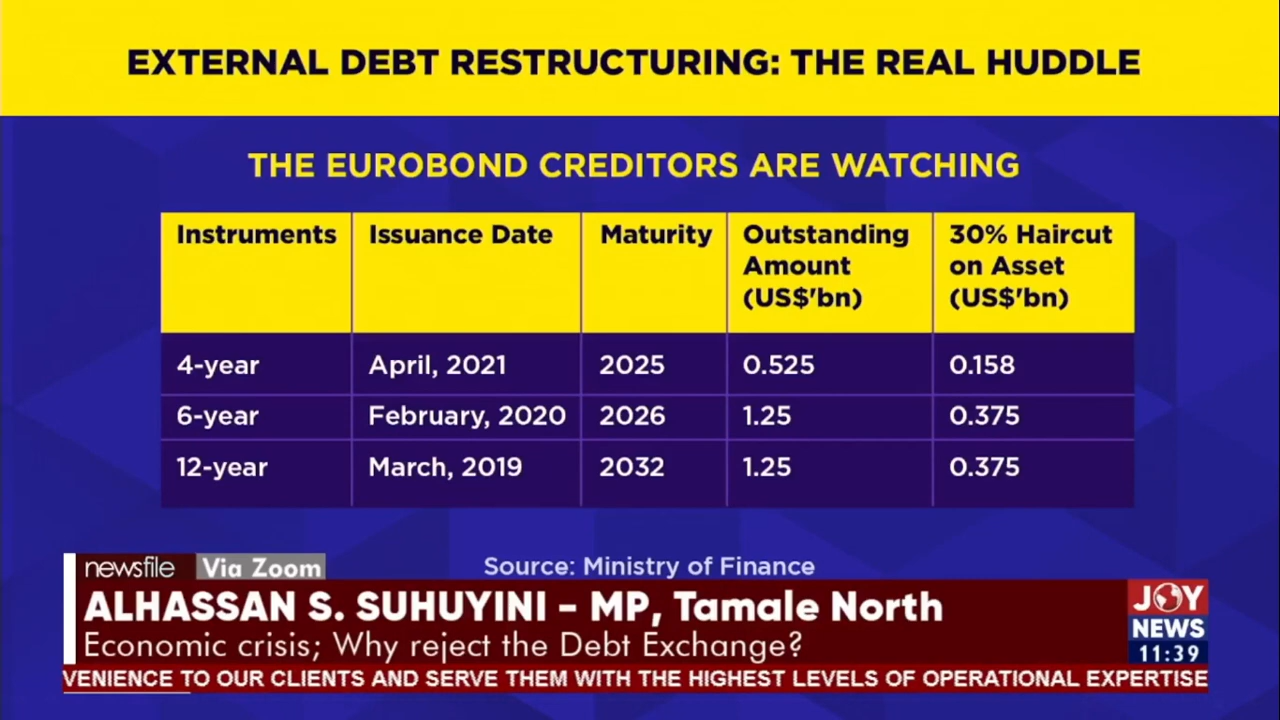 EXTERNAL DEBT RESTRUCTURING: THE REAL HUDDLE
THE EUROBOND CREDITORS ARE WATCHING
Instruments Issuance Date Maturity Outstanding Amount (US$'bn) 30% Haircut on Asset (US$'bn)
4-year April, 2021 2025 0.525 0.158
6-year February, 2020 2026 1.25 0.375
12-year March, 2019 2032 1.25 0.375
Source: Ministry of Finance
newsfile Via Zoom
ALHASSAN S. SUHUYINI - MP, Tamale North
Economic crisis; Why reject the Debt Exchange?
JOY
NEWS
11:39
VENIENCE TO OUR CLIENTS AND SERVE THEM WITH THE HIGHEST LEVELS OF OPERATIONAL EXPERTISE